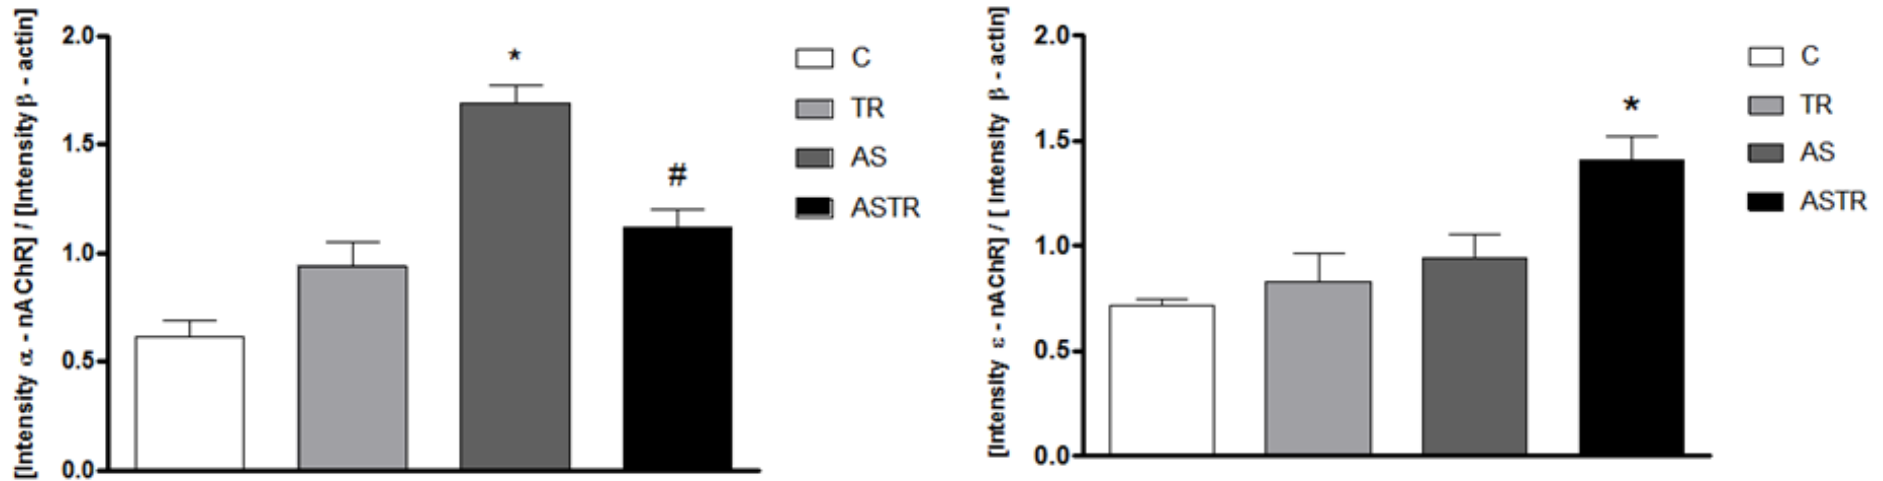 [Intensity α - nAChR] / [Intensity β - actin]
2.0
1.5
1.0
0.5
0.0
*
#
C
TR
AS
ASTR
[Intensity ε - nAChR] / [ Intensity β - actin]
2.0
1.5
1.0
0.5
0.0
*
C
TR
AS
ASTR